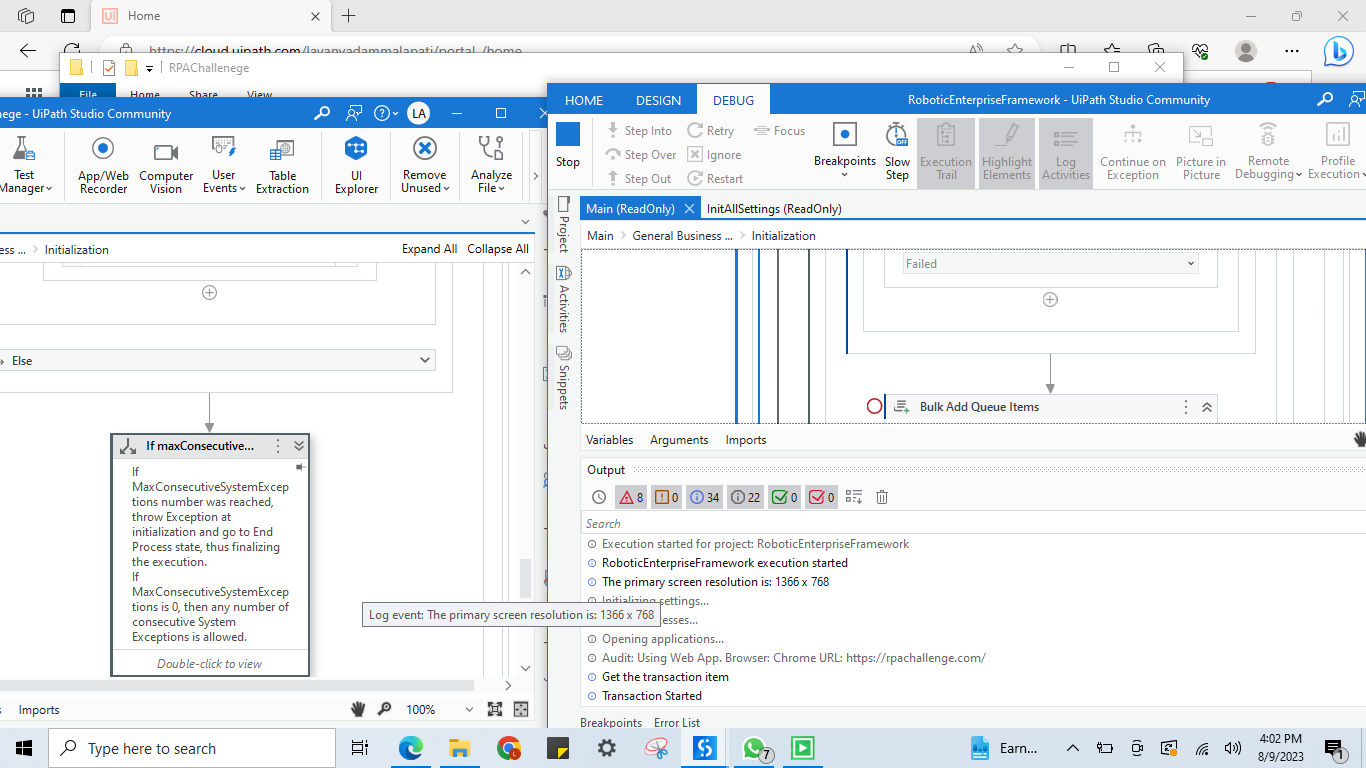 Home
https://cloud.uipath.com/lavanyadammalapati/portal_/home
RPAChallenege
File Home Share View
nege - UiPath Studio Community
LA
Test Manager
App/Web Recorder
Computer Vision
User Events
Table Extraction
UI Explorer
Remove Unused
Analyze File
ess ... Initialization
Expand All Collapse All
Else
If maxConsecutive...
If
MaxConsecutiveSystemExcep
tions number was reached,
throw Exception at
initialization and go to End
Process state, thus finalizing
the execution.
If
MaxConsecutiveSystemExcep
tions is 0, then any number of
consecutive System
Exceptions is allowed.
Double-click to view
Imports
100%
HOME DESIGN DEBUG
RoboticEnterpriseFramework - UiPath Studio Community
Stop
Step Into
Step Over
Step Out
Retry
Ignore
Restart
Focus
Breakpoints
OFF
Slow Step
Execution Trail
Highlight Elements
Log Activities
Continue on Exception
Picture in Picture
Remote Debugging
Profile Execution
Project
Activities
Snippets
Main (ReadOnly) InitAllSettings (ReadOnly)
Main General Business ... Initialization
Failed
Bulk Add Queue Items
Variables Arguments Imports
Output
8 0 34 22 0 0
Search
Execution started for project: RoboticEnterpriseFramework
RoboticEnterpriseFramework execution started
The primary screen resolution is: 1366 x 768
Initializing settings...
Log event: The primary screen resolution is: 1366 x 768
cesses...
Opening applications...
Audit: Using Web App. Browser: Chrome URL: https://rpachallenge.com/
Get the transaction item
Transaction Started
Breakpoints Error List
Type here to search
7
Earn...
4:02 PM
8/9/2023
1